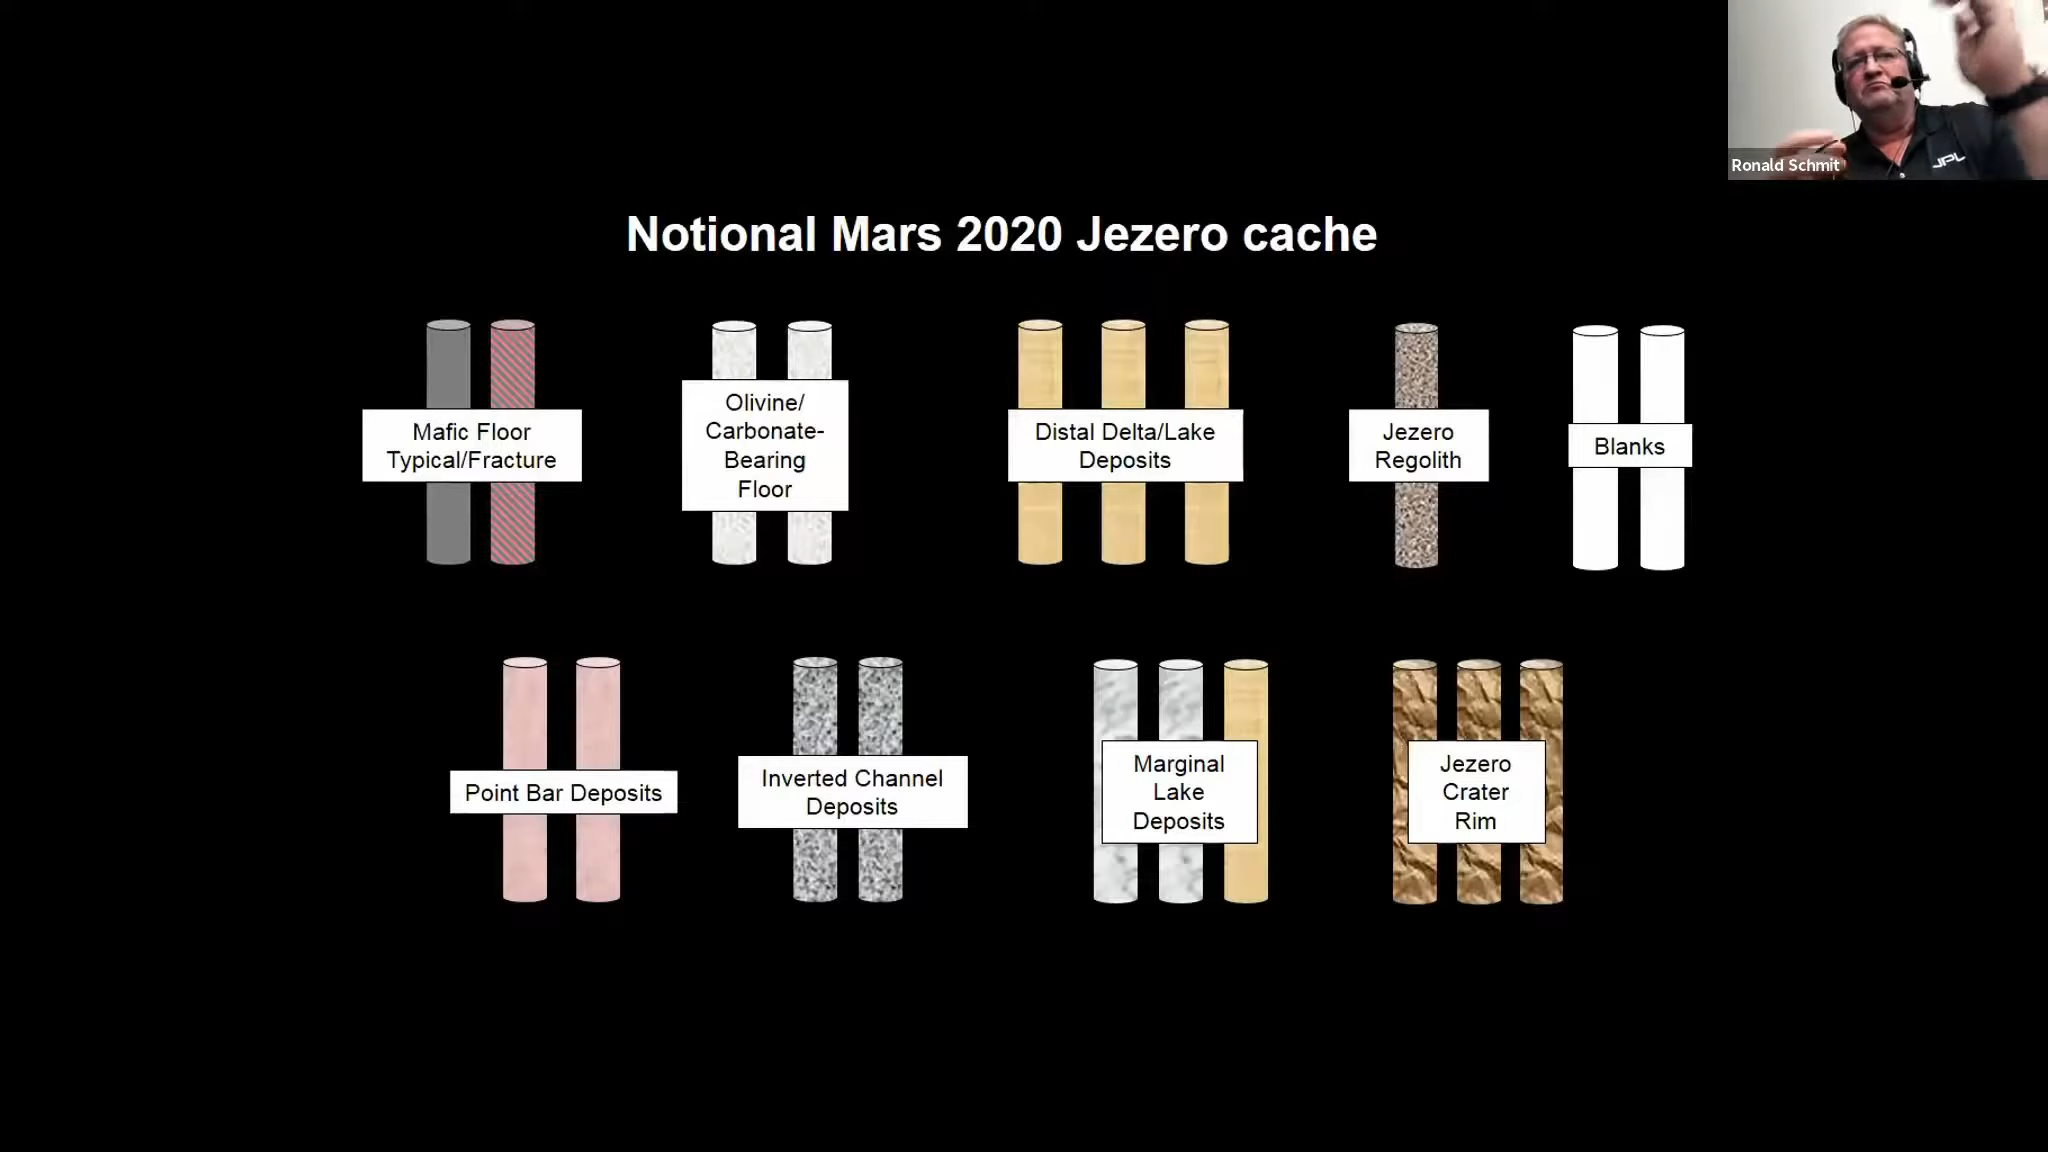 JPL
Ronald Schmit
Notional Mars 2020 Jezero cache
Mafic Floor
Typical/Fracture
Olivine/
Carbonate-
Bearing
Floor
Distal Delta/Lake
Deposits
Jezero
Regolith
Blanks
Point Bar Deposits
Inverted Channel
Deposits
Marginal
Lake
Deposits
Jezero
Crater
Rim